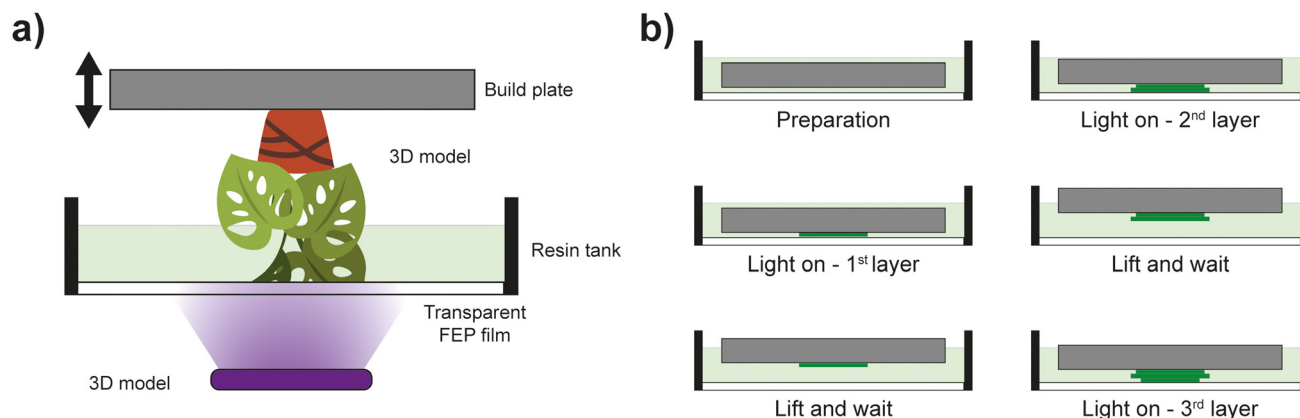 a)
Build plate
3D model
Resin tank
Transparent
FEP film
3D model
b)
Preparation
Light on - 1st layer
Lift and wait
Light on - 2nd layer
Lift and wait
Light on - 3rd layer